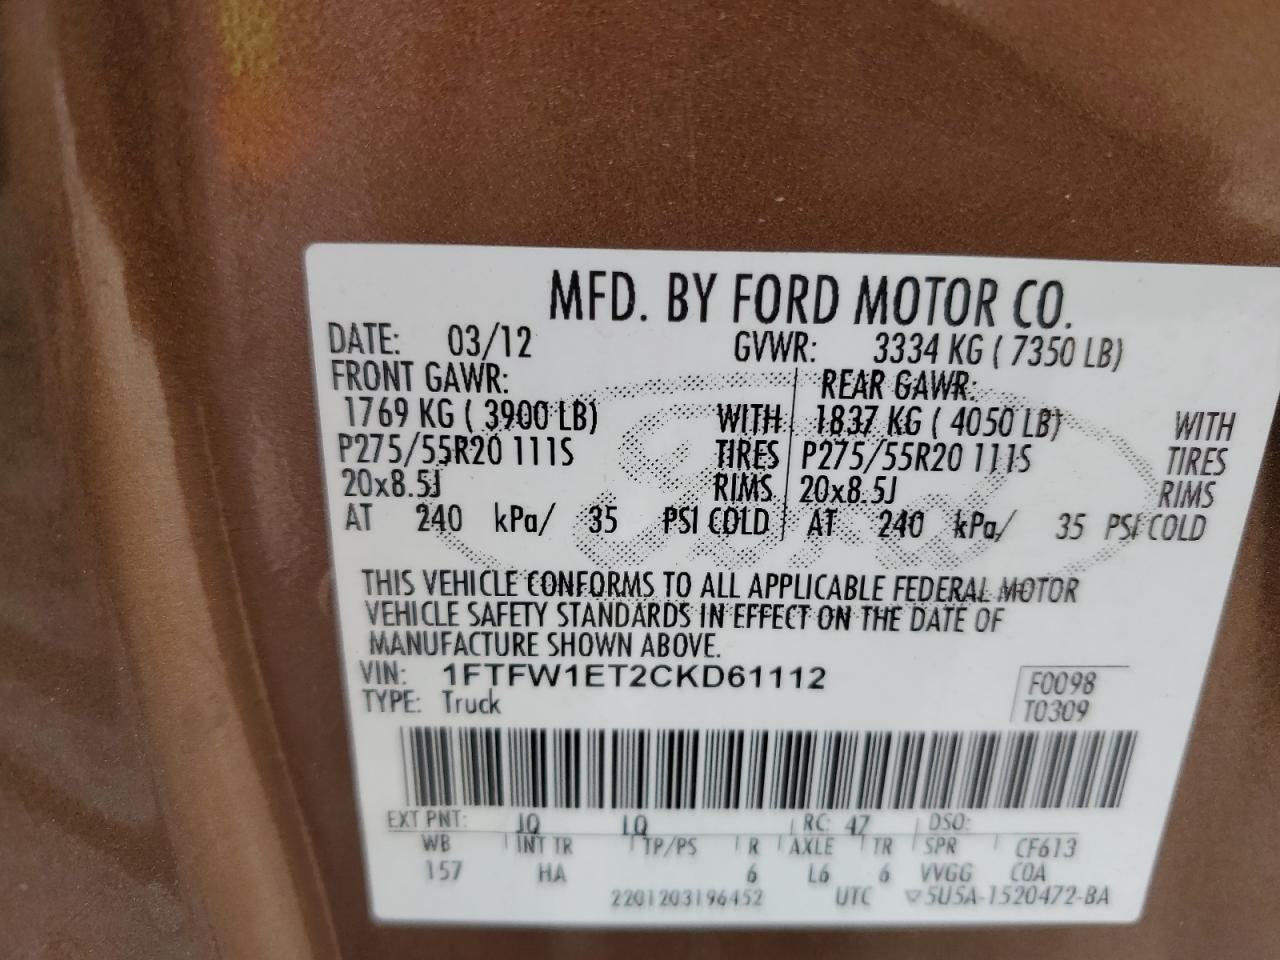 MFD. BY FORD MOTOR CO.
DATE: 03/12 GVWR: 3334 KG ( 7350 LB)
FRONT GAWR: REAR GAWR:
1769 KG ( 3900 LB) WITH 1837 KG ( 4050 LB) WITH
P275/55R20 111S TIRES P275/55R20 111S TIRES
20x8.5J RIMS 20x8.5J RIMS
AT 240 kPa/ 35 PSI COLD AT 240 kPa/ 35 PSI COLD
THIS VEHICLE CONFORMS TO ALL APPLICABLE FEDERAL MOTOR
VEHICLE SAFETY STANDARDS IN EFFECT ON THE DATE OF
MANUFACTURE SHOWN ABOVE.
VIN: 1FTFW1ET2CKD61112 F0098
TYPE: Truck T0309
EXT PNT: JQ LQ RC: 47 DSO:
WB INT TR TP/PS R AXLE TR SPR CF613
157 HA 6 L6 6 VVGG COA
2201203196452 UTC 5U5A-1520472-BA